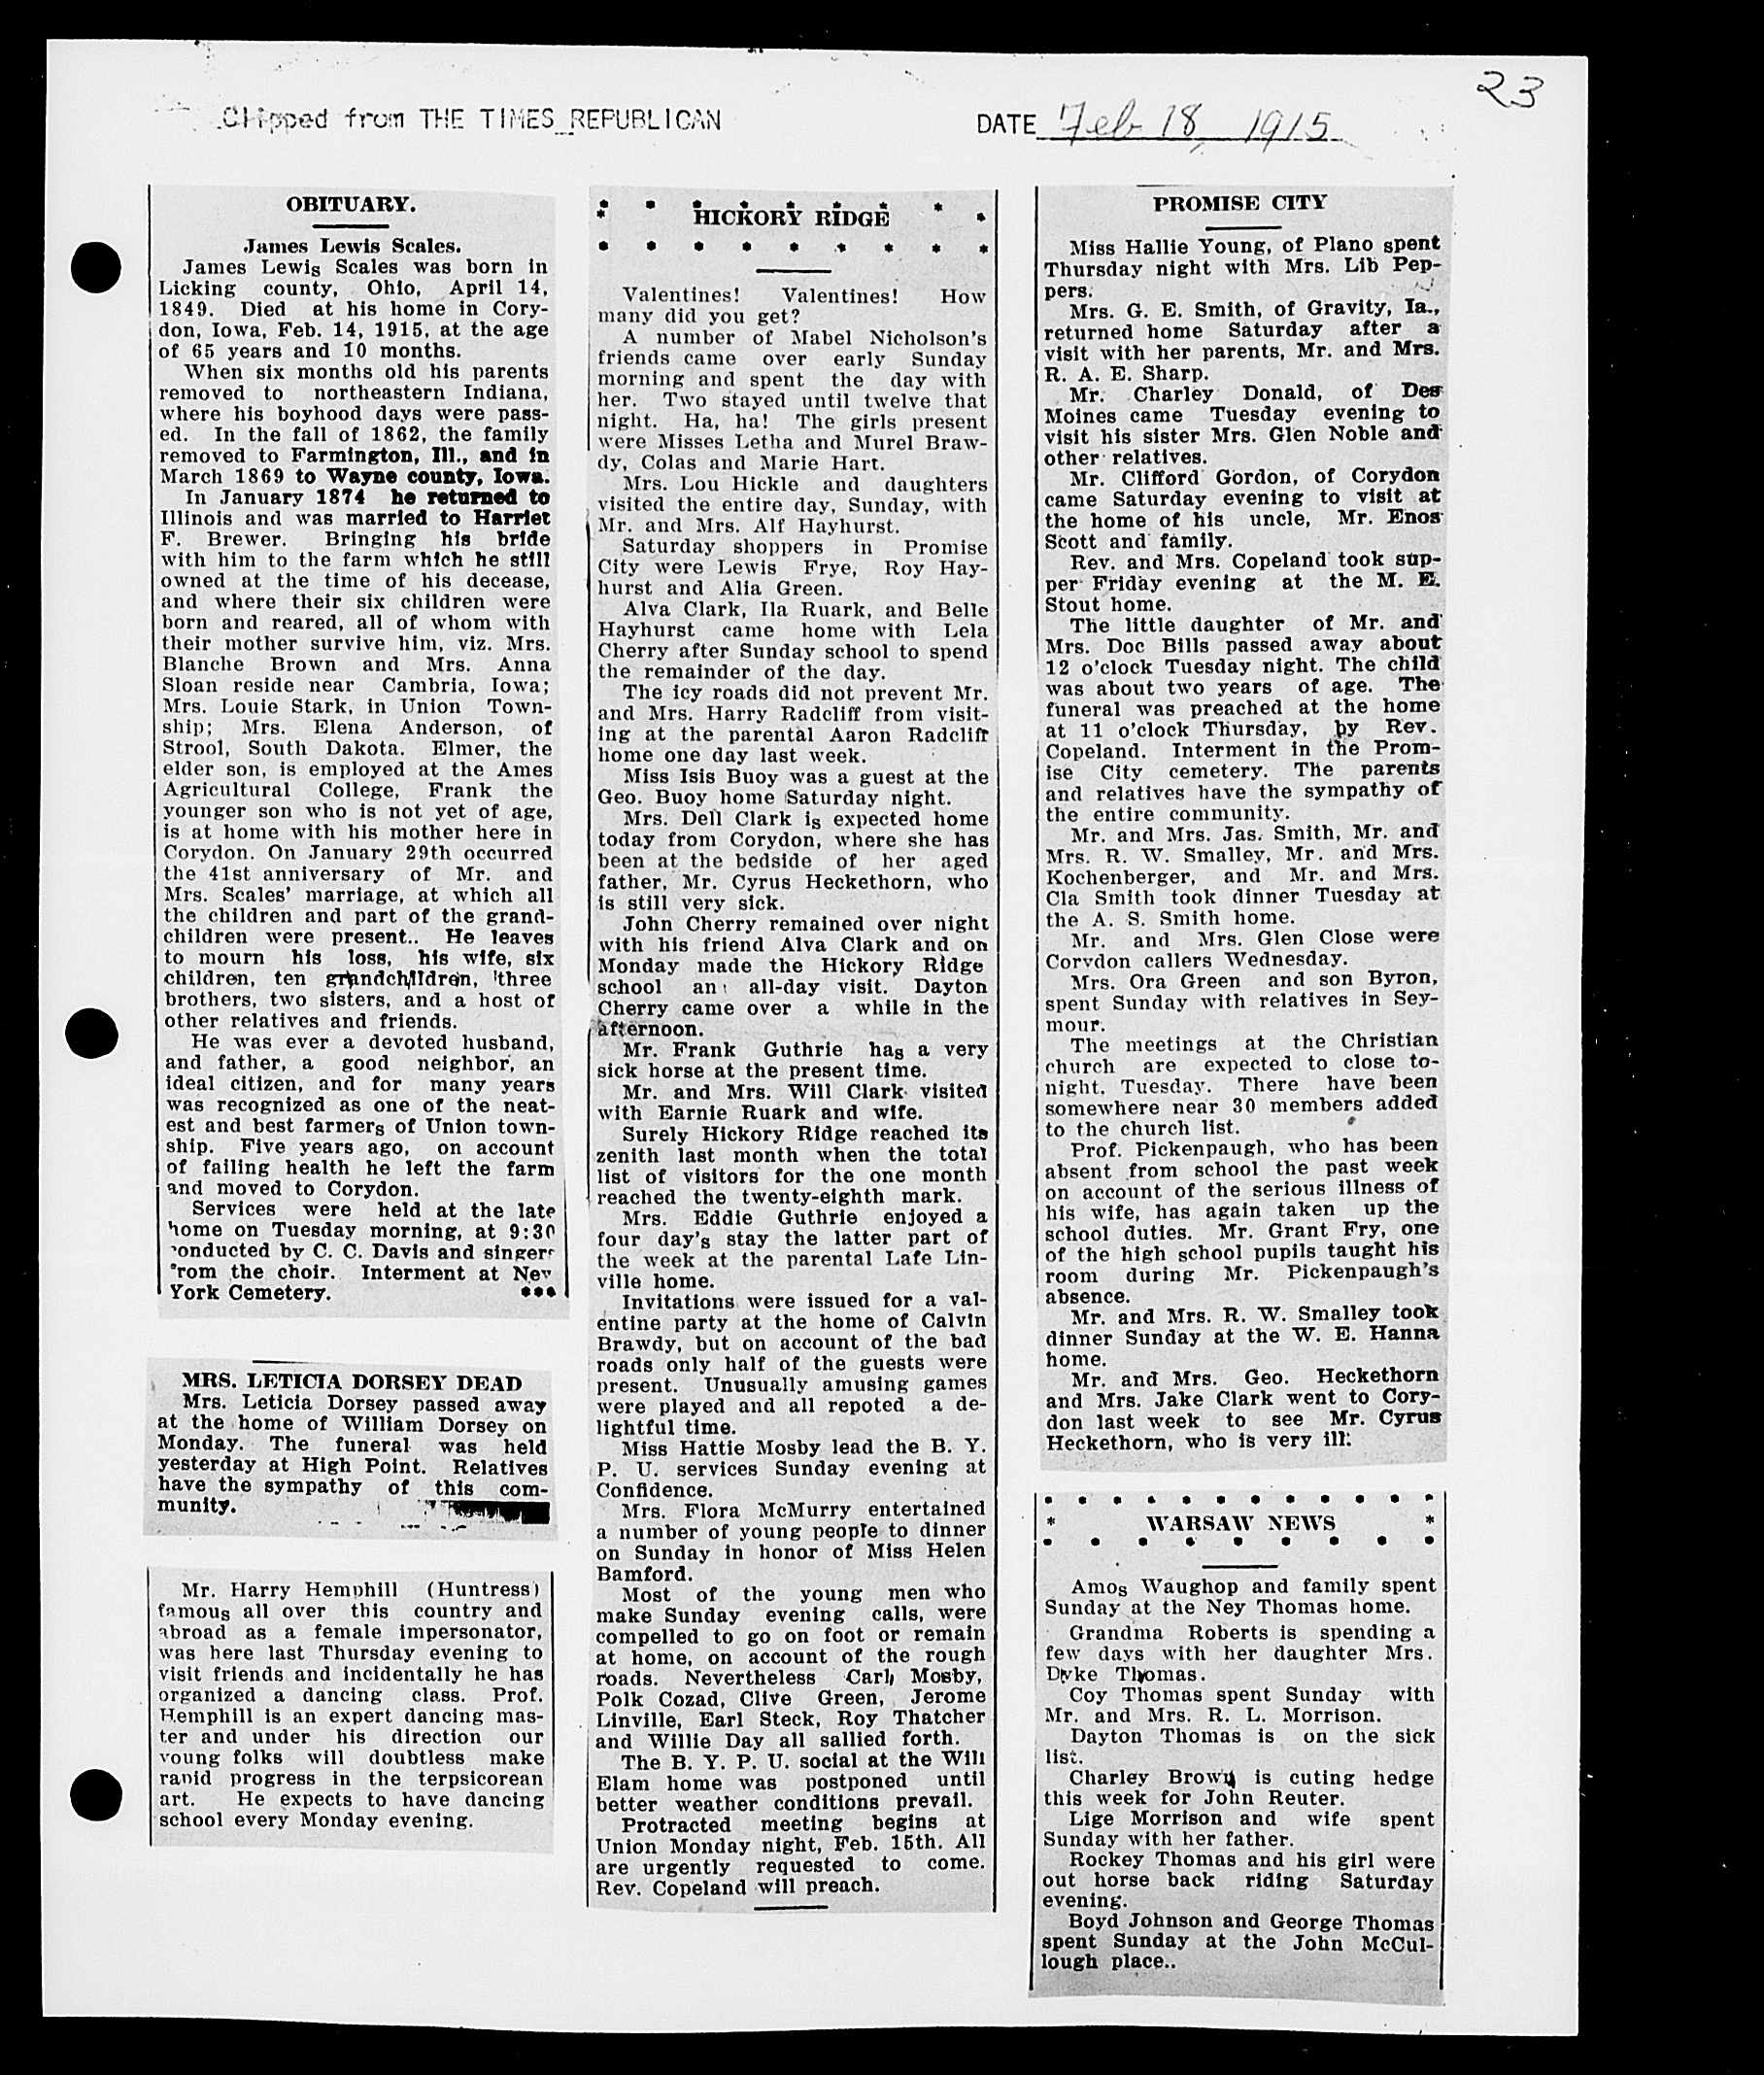 23
Clipped from THE TIMES REPUBLICAN
DATE Feb 18, 1915
OBITUARY.
James Lewis Scales.
James Lewis Scales was born in
Licking county, Ohio, April 14,
1849. Died at his home in Cory-
don, Iowa, Feb. 14, 1915, at the age
of 65 years and 10 months.
When six months old his parents
removed to northeastern Indiana,
where his boyhood days were pass-
ed. In the fall of 1862, the family
removed to Farmington, Ill., and in
March 1869 to Wayne county, Iowa.
In January 1874 he returned to
Illinois and was married to Harriet
F. Brewer. Bringing his bride
with him to the farm which he still
owned at the time of his decease,
and where their six children were
born and reared, all of whom with
their mother survive him, viz. Mrs.
Blanche Brown and Mrs. Anna
Sloan reside near Cambria, Iowa;
Mrs. Louie Stark, in Union Town-
ship; Mrs. Elena Anderson, of
Strool, South Dakota. Elmer, the
elder son, is employed at the Ames
Agricultural College, Frank the
younger son who is not yet of age,
is at home with his mother here in
Corydon. On January 29th occurred
the 41st anniversary of Mr. and
Mrs. Scales' marriage, at which all
the children and part of the grand-
children were present.. He leaves
to mourn his loss, his wife, six
children, ten grandchildren, three
brothers, two sisters, and a host of
other relatives and friends.
He was ever a devoted husband,
and father, a good neighbor, an
ideal citizen, and for many years
was recognized as one of the neat-
est and best farmers of Union town-
ship. Five years ago, on account
of failing health he left the farm
and moved to Corydon.
Services were held at the late
home on Tuesday morning, at 9:30
conducted by C. C. Davis and singers
from the choir. Interment at New
York Cemetery. ***
MRS. LETICIA DORSEY DEAD
Mrs. Leticia Dorsey passed away
at the home of William Dorsey on
Monday. The funeral was held
yesterday at High Point. Relatives
have the sympathy of this com-
munity.
Mr. Harry Hemphill (Huntress)
famous all over this country and
abroad as a female impersonator,
was here last Thursday evening to
visit friends and incidentally he has
organized a dancing class. Prof.
Hemphill is an expert dancing mas-
ter and under his direction our
young folks will doubtless make
rapid progress in the terpsicorean
art. He expects to have dancing
school every Monday evening.
HICKORY RIDGE
Valentines! Valentines! How
many did you get?
A number of Mabel Nicholson's
friends came over early Sunday
morning and spent the day with
her. Two stayed until twelve that
night. Ha, ha! The girls present
were Misses Letha and Murel Braw-
dy, Colas and Marie Hart.
Mrs. Lou Hickle and daughters
visited the entire day, Sunday, with
Mr. and Mrs. Alf Hayhurst.
Saturday shoppers in Promise
City were Lewis Frye, Roy Hay-
hurst and Alia Green.
Alva Clark, Ila Ruark, and Belle
Hayhurst came home with Lela
Cherry after Sunday school to spend
the remainder of the day.
The icy roads did not prevent Mr.
and Mrs. Harry Radcliff from visit-
ing at the parental Aaron Radcliff
home one day last week.
Miss Isis Buoy was a guest at the
Geo. Buoy home Saturday night.
Mrs. Dell Clark is expected home
today from Corydon, where she has
been at the bedside of her aged
father, Mr. Cyrus Heckethorn, who
is still very sick.
John Cherry remained over night
with his friend Alva Clark and on
Monday made the Hickory Ridge
school an all-day visit. Dayton
Cherry came over a while in the
afternoon.
Mr. Frank Guthrie has a very
sick horse at the present time.
Mr. and Mrs. Will Clark visited
with Earnie Ruark and wife.
Surely Hickory Ridge reached its
zenith last month when the total
list of visitors for the one month
reached the twenty-eighth mark.
Mrs. Eddie Guthrie enjoyed a
four day's stay the latter part of
the week at the parental Lafe Lin-
ville home.
Invitations were issued for a val-
entine party at the home of Calvin
Brawdy, but on account of the bad
roads only half of the guests were
present. Unusually amusing games
were played and all repoted a de-
lightful time.
Miss Hattie Mosby lead the B. Y.
P. U. services Sunday evening at
Confidence.
Mrs. Flora McMurry entertained
a number of young people to dinner
on Sunday in honor of Miss Helen
Bamford.
Most of the young men who
make Sunday evening calls, were
compelled to go on foot or remain
at home, on account of the rough
roads. Nevertheless Carl, Mosby,
Polk Cozad, Clive Green, Jerome
Linville, Earl Steck, Roy Thatcher
and Willie Day all sallied forth.
The B. Y. P. U. social at the Will
Elam home was postponed until
better weather conditions prevail.
Protracted meeting begins at
Union Monday night, Feb. 15th. All
are urgently requested to come.
Rev. Copeland will preach.
PROMISE CITY
Miss Hallie Young, of Plano spent
Thursday night with Mrs. Lib Pep-
pers.
Mrs. G. E. Smith, of Gravity, Ia.,
returned home Saturday after a
visit with her parents, Mr. and Mrs.
R. A. E. Sharp.
Mr. Charley Donald, of Des
Moines came Tuesday evening to
visit his sister Mrs. Glen Noble and
other relatives.
Mr. Clifford Gordon, of Corydon
came Saturday evening to visit at
the home of his uncle, Mr. Enos
Scott and family.
Rev. and Mrs. Copeland took sup-
per Friday evening at the M. E.
Stout home.
The little daughter of Mr. and
Mrs. Doc Bills passed away about
12 o'clock Tuesday night. The child
was about two years of age. The
funeral was preached at the home
at 11 o'clock Thursday, by Rev.
Copeland. Interment in the Prom-
ise City cemetery. The parents
and relatives have the sympathy of
the entire community.
Mr. and Mrs. Jas. Smith, Mr. and
Mrs. R. W. Smalley, Mr. and Mrs.
Kochenberger, and Mr. and Mrs.
Cla Smith took dinner Tuesday at
the A. S. Smith home.
Mr. and Mrs. Glen Close were
Corydon callers Wednesday.
Mrs. Ora Green and son Byron,
spent Sunday with relatives in Sey-
mour.
The meetings at the Christian
church are expected to close to-
night, Tuesday. There have been
somewhere near 30 members added
to the church list.
Prof. Pickenpaugh, who has been
absent from school the past week
on account of the serious illness of
his wife, has again taken up the
school duties. Mr. Grant Fry, one
of the high school pupils taught his
room during Mr. Pickenpaugh's
absence.
Mr. and Mrs. R. W. Smalley took
dinner Sunday at the W. E. Hanna
home.
Mr. and Mrs. Geo. Heckethorn
and Mrs. Jake Clark went to Cory-
don last week to see Mr. Cyrus
Heckethorn, who is very ill.
WARSAW NEWS
Amos Waughop and family spent
Sunday at the Ney Thomas home.
Grandma Roberts is spending a
few days with her daughter Mrs.
Dyke Thomas.
Coy Thomas spent Sunday with
Mr. and Mrs. R. L. Morrison.
Dayton Thomas is on the sick
list.
Charley Brown is cuting hedge
this week for John Reuter.
Lige Morrison and wife spent
Sunday with her father.
Rockey Thomas and his girl were
out horse back riding Saturday
evening.
Boyd Johnson and George Thomas
spent Sunday at the John McCul-
lough place..